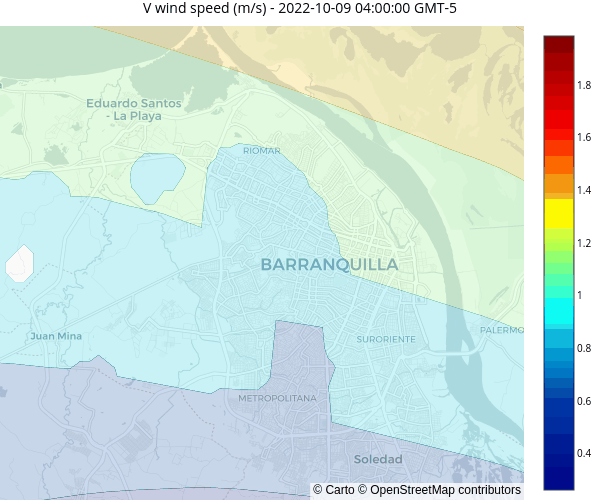 V wind speed (m/s) - 2022-10-09 04:00:00 GMT-5
Eduardo Santos
- La Playa
RIOMAR
BARRANQUILLA
Juan Mina
SURORIENTE
PALERMO
METROPOLITANA
Soledad
1.8
1.6
1.4
1.2
1
0.8
0.6
0.4
© Carto © OpenStreetMap contributors